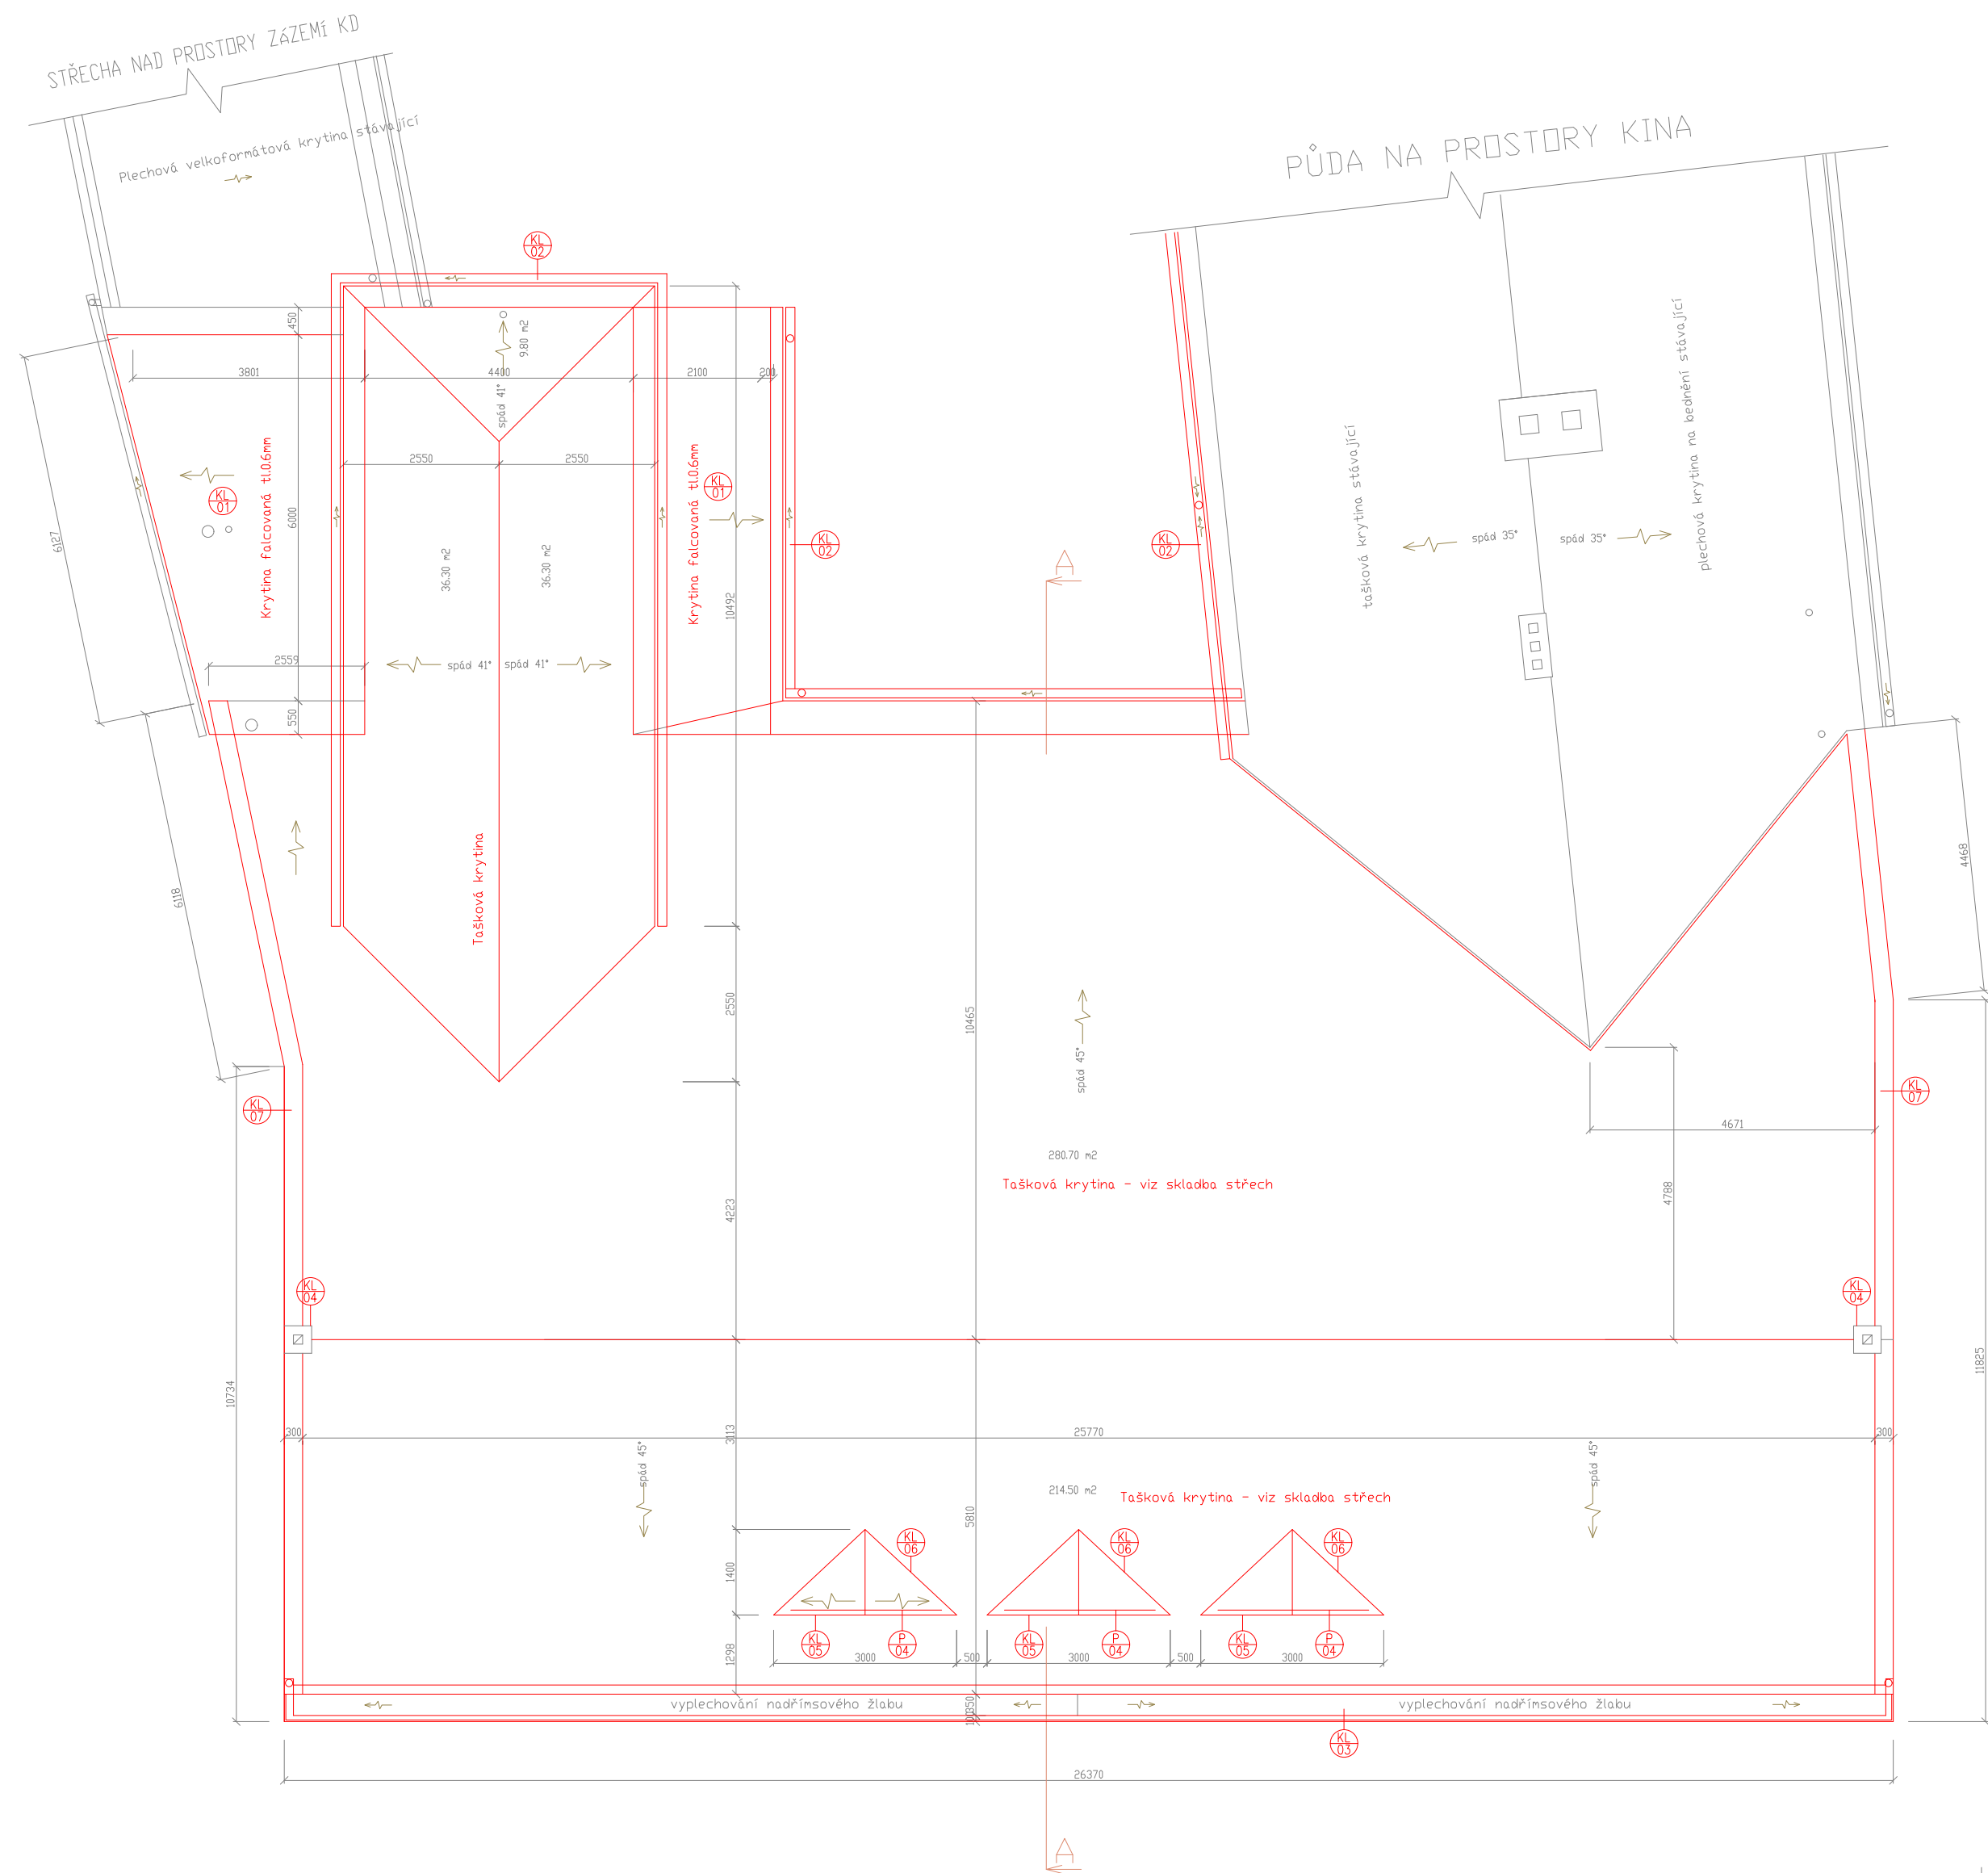 STŘECHA NAD PROSTORY ZÁZEMÍ KD
Plechová velkoformátová krytina stávající
PŮDA NA PROSTORY KINA
KL
02
450
9.80 m2
3801
4400
2100
200
spád 41°
2550
2550
Krytina falcovaná tl.0.6mm
KL
01
6000
6127
Krytina falcovaná tl.0.6mm
KL
01
36.30 m2
36.30 m2
10492
KL
02
KL
02
A
tašková krytina stávající
plechová krytina na bednění stávající
spád 35°
spád 35°
2559
spád 41°
spád 41°
550
6118
Tašková krytina
4468
2550
10465
spád 45°
KL
07
KL
07
4671
280.70 m2
Tašková krytina - viz skladba střech
4223
4788
KL
04
KL
04
10734
11825
300
25770
300
3113
spád 45°
spád 45°
214.50 m2
Tašková krytina - viz skladba střech
5810
KL
06
KL
06
KL
06
1400
KL
05
P
04
KL
05
P
04
KL
05
P
04
1298
3000
500
3000
500
3000
vyplechování nadřímsového žlabu
vyplechování nadřímsového žlabu
350
100
KL
03
26370
A